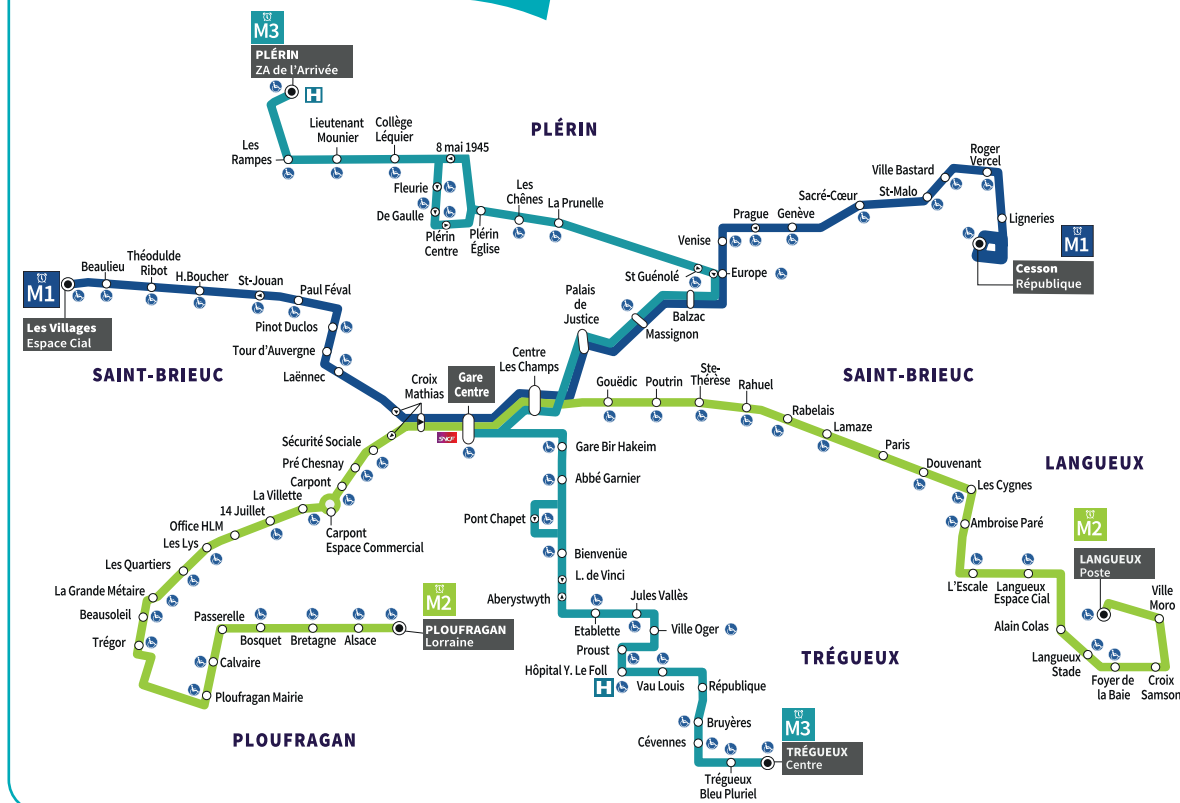 M3
PLÉRIN
ZA de l'Arrivée
H
PLÉRIN
Les
Rampes
Lieutenant
Mounier
Collège
Léquier
8 mai 1945
Fleurie
De Gaulle
Plérin
Centre
Plérin
Église
Les
Chênes
La Prunelle
St Guénolé
Europe
Venise
Prague
Genève
Sacré-Cœur
Ville Bastard
St-Malo
Roger
Vercel
Ligneries
M1
Cesson
République
M1
Les Villages
Espace Cial
Beaulieu
Théodulde
Ribot
H.Boucher
St-Jouan
Paul Féval
Pinot Duclos
Tour d'Auvergne
Laënnec
SAINT-BRIEUC
Croix
Mathias
Gare
Centre
SNCF
Centre
Les Champs
Palais
de Justice
Massignon
Balzac
SAINT-BRIEUC
Gouëdic
Poutrin
Ste-
Thérèse
Rahuel
Rabelais
Lamaze
Paris
Douvenant
Les Cygnes
LANGUEUX
Ambroise Paré
L'Escale
Langueux
Espace Cial
Alain Colas
Langueux
Stade
Foyer de
la Baie
Croix
Samson
Ville
Moro
M2
LANGUEUX
Poste
Sécurité Sociale
Pré Chesnay
Carpont
La Villette
Carpont
Espace Commercial
14 Juillet
Office HLM
Les Lys
Les Quartiers
La Grande Métaire
Beausoleil
Trégor
Ploufragan Mairie
Calvaire
Passerelle
Bosquet
Bretagne
Alsace
M2
PLOUFRAGAN
Lorraine
PLOUFRAGAN
Gare Bir Hakeim
Abbé Garnier
Pont Chapet
Bienvenüe
L. de Vinci
Aberystwyth
Etablette
Jules Vallès
Ville Oger
Proust
Hôpital Y. Le Foll
H
Vau Louis
République
Bruyères
Cévennes
Trégueux
Bleu Pluriel
TRÉGUEUX
M3
TRÉGUEUX
Centre